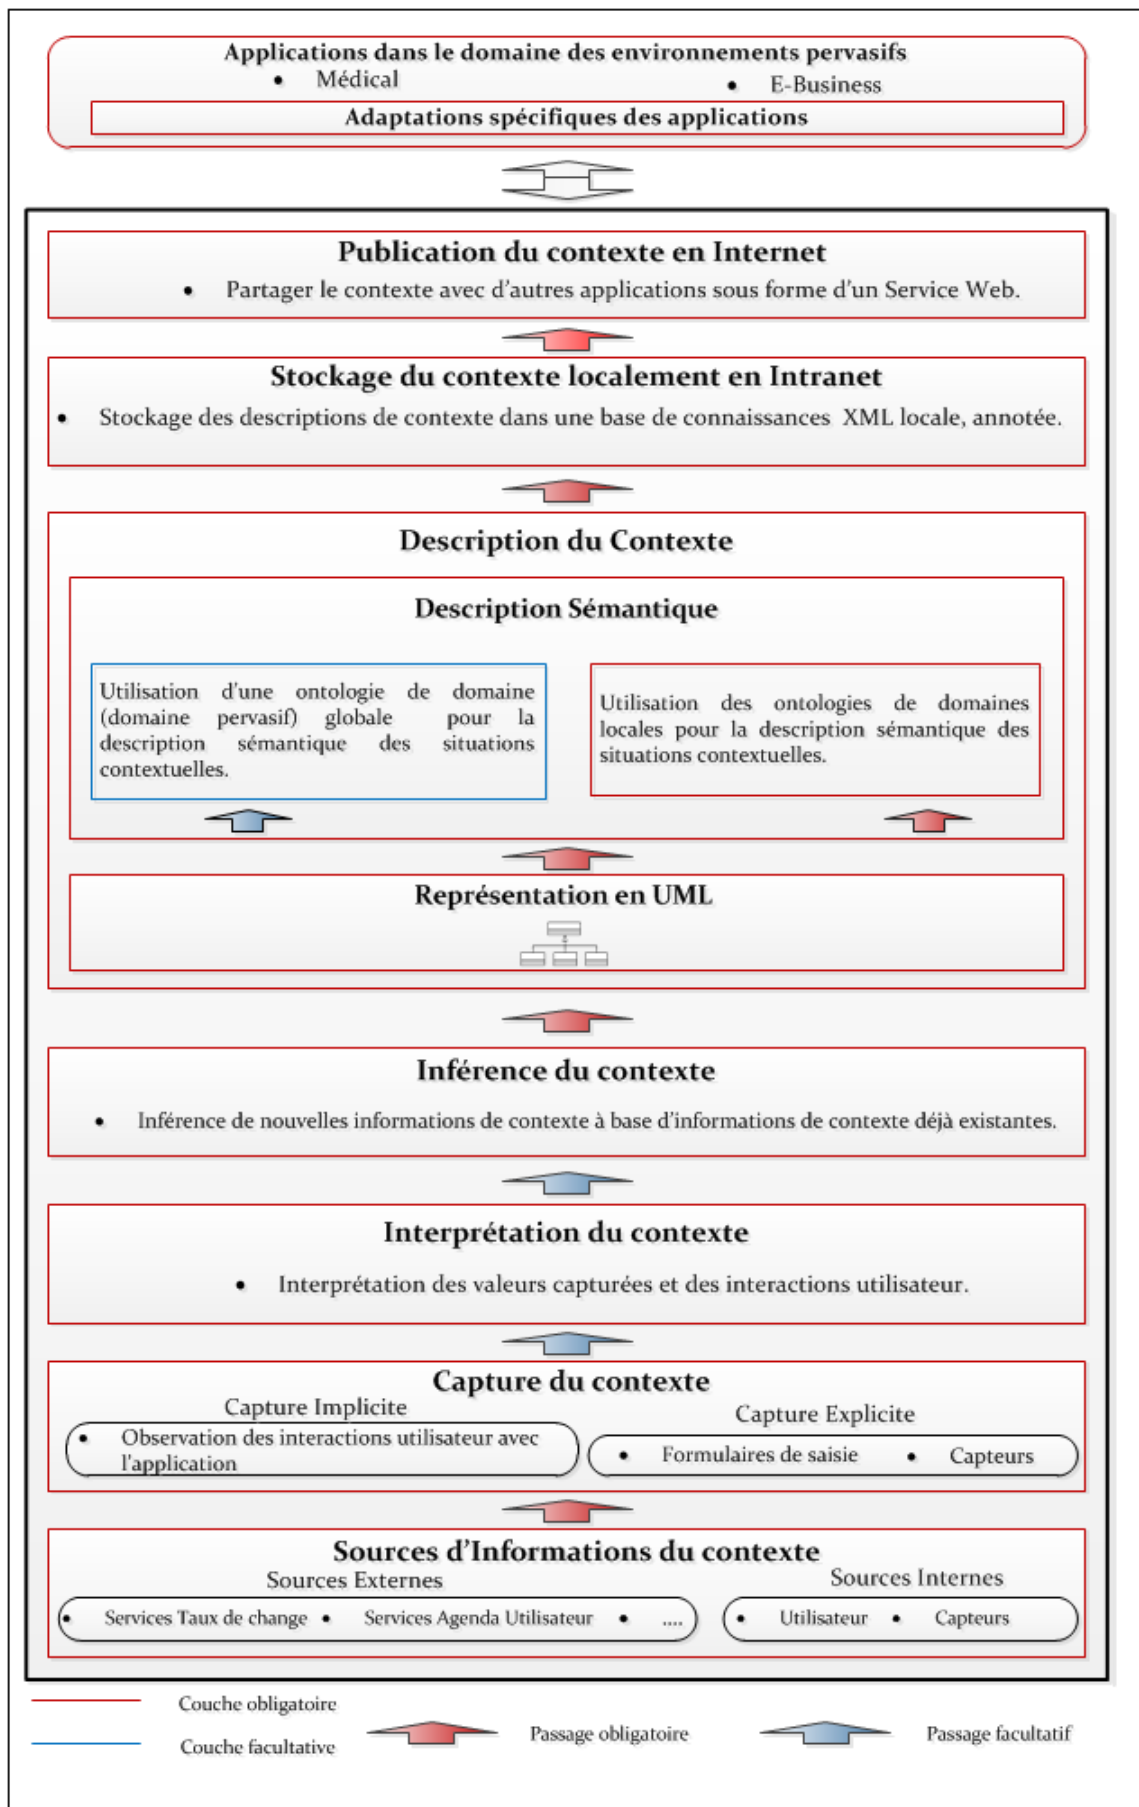 Applications dans le domaine des environnements pervasifs
• Médical
• E-Business
Adaptations spécifiques des applications
Publication du contexte en Internet
• Partager le contexte avec d'autres applications sous forme d'un Service Web.
Stockage du contexte localement en Intranet
• Stockage des descriptions de contexte dans une base de connaissances XML locale, annotée.
Description du Contexte
Description Sémantique
Utilisation d'une ontologie de domaine
(domaine pervasif) globale pour la
description sémantique des situations
contextuelles.
Utilisation des ontologies de domaines
locales pour la description sémantique des
situations contextuelles.
Représentation en UML
Inférence du contexte
• Inférence de nouvelles informations de contexte à base d'informations de contexte déjà existantes.
Interprétation du contexte
• Interprétation des valeurs capturées et des interactions utilisateur.
Capture du contexte
Capture Implicite
• Observation des interactions utilisateur avec
l'application
Capture Explicite
• Formulaires de saisie • Capteurs
Sources d'Informations du contexte
Sources Externes
• Services Taux de change • Services Agenda Utilisateur • ....
Sources Internes
• Utilisateur • Capteurs
Couche obligatoire
Couche facultative
Passage obligatoire
Passage facultatif